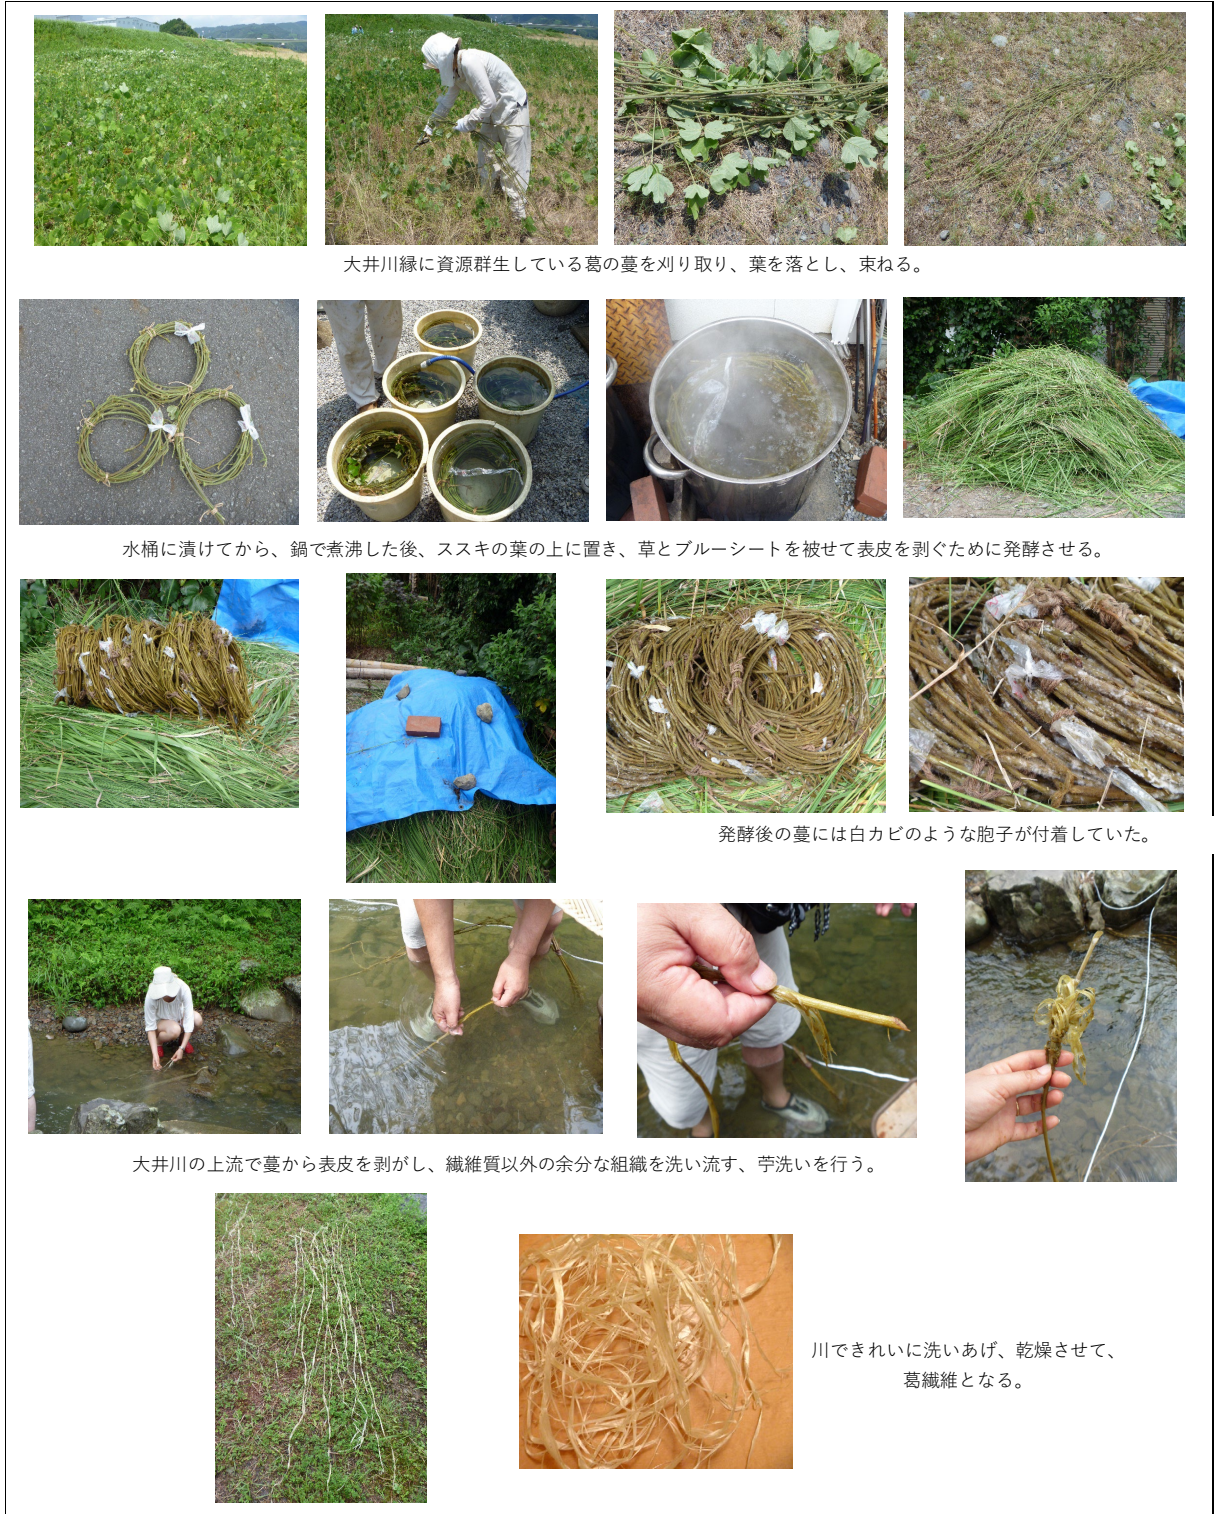 大井川縁に資源群生している葛の蔓を刈り取り、葉を落とし、束ねる。
水桶に漬けてから、鍋で煮沸した後、ススキの葉の上に置き、草とブルーシートを被せて表皮を剥ぐために発酵させる。
発酵後の蔓には白カビのような胞子が付着していた。
大井川の上流で蔓から表皮を剥がし、繊維質以外の余分な組織を洗い流す、苧洗いを行う。
川できれいに洗いあげ、乾燥させて、
葛繊維となる。